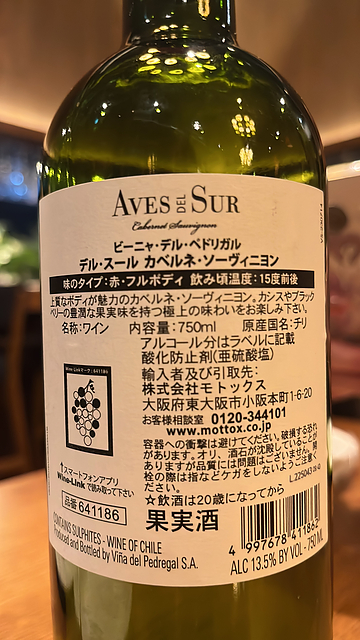 AVES DEL SUR
Cabernet Sauvignon
ビーニャ・デル・ペドリガル
デル・スール カベルネ・ソーヴィニヨン
味のタイプ：赤・フルボディ 飲み頃温度：15度前後
上質なボディが魅力のカベルネ・ソーヴィニヨン。カシスやブラック
ベリーの豊潤な果実味を持つ極上の味わいをお楽しみ下さい。
名称：ワイン 内容量：750ml 原産国名：チリ
アルコール分はラベルに記載
酸化防止剤(亜硫酸塩)
輸入者及び引取先：
株式会社モトックス
大阪府東大阪市小阪本町1-6-20
お客様相談室 0120-344101
www.mottox.co.jp
Wine-Linkマーク 641186
1 スマートフォンアプリ
Wine-Link で読み取って下さい
品番 641186
容器への衝撃は避けてください。破損する恐れ
があります。オリ、酒石が沈殿していることが
ありますが品質には問題はございません。
栓の際は指などケガをしないようご注意く
ださい。
L.225043
☆飲酒は20歳になってから
果実酒
4 997678 411862
CONTAINS SULPHITES - WINE OF CHILE
Produced and Bottled by Viña del Pedregal S.A.
ALC 13.5% BY VOL - 750 ML